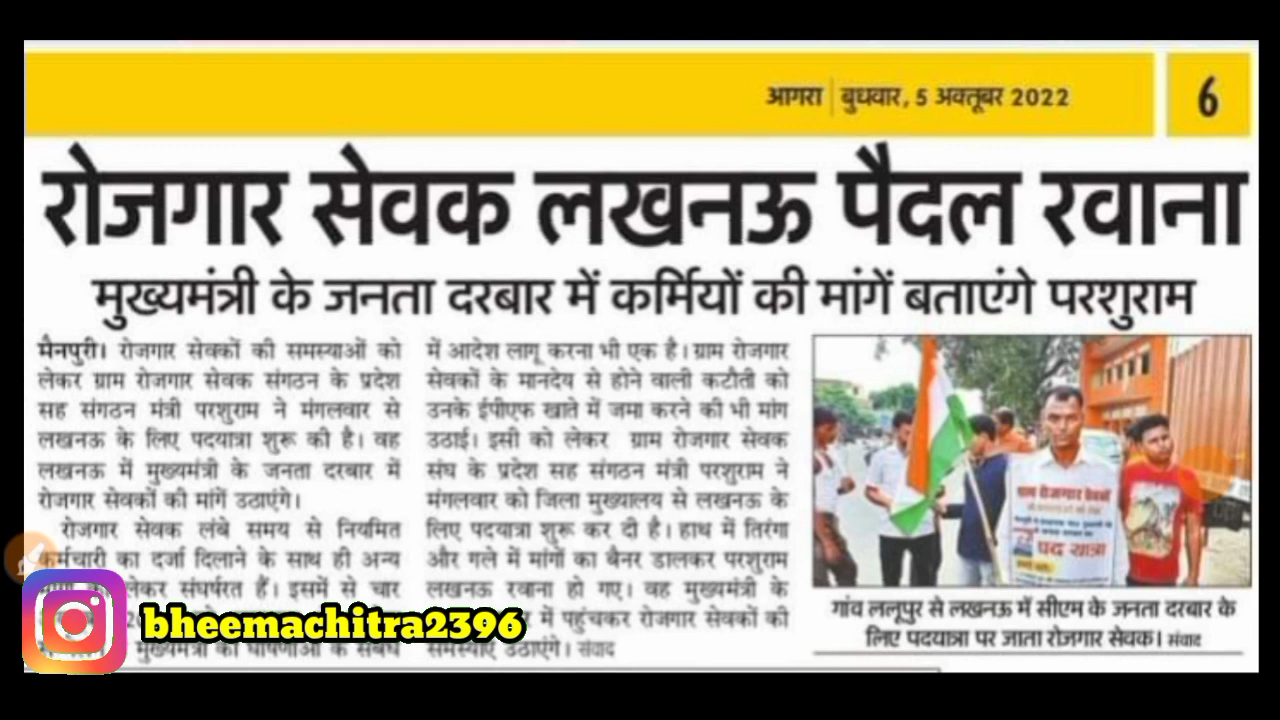 आगरा | बुधवार, 5 अक्तूबर 2022
6
रोजगार सेवक लखनऊ पैदल रवाना
मुख्यमंत्री के जनता दरबार में कर्मियों की मांगें बताएंगे परशुराम
मैनपुरी। रोजगार सेवकों की समस्याओं को
लेकर ग्राम रोजगार सेवक संगठन के प्रदेश
सह संगठन मंत्री परशुराम ने मंगलवार से
लखनऊ के लिए पदयात्रा शुरू की है। वह
लखनऊ में मुख्यमंत्री के जनता दरबार में
रोजगार सेवकों की मांगें उठाएंगे।
रोजगार सेवक लंबे समय से नियमित
कर्मचारी का दर्जा दिलाने के साथ ही अन्य
लेकर संघर्षरत हैं। इसमें से चार
मुख्यमंत्री की घोषणाओं के संबंध
में आदेश लागू करना भी एक है। ग्राम रोजगार
सेवकों के मानदेय से होने वाली कटौती को
उनके ईपीएफ खाते में जमा करने की भी मांग
उठाई। इसी को लेकर ग्राम रोजगार सेवक
संघ के प्रदेश सह संगठन मंत्री परशुराम ने
मंगलवार को जिला मुख्यालय से लखनऊ के
लिए पदयात्रा शुरू कर दी है। हाथ में तिरंगा
और गले में मांगों का बैनर डालकर परशुराम
लखनऊ रवाना हो गए। वह मुख्यमंत्री के
में पहुंचकर रोजगार सेवकों की
समस्याएं उठाएंगे। संवाद
ग्राम रोजगार सेवकों
पद यात्रा
गांव ललूपुर से लखनऊ में सीएम के जनता दरबार के
लिए पदयात्रा पर जाता रोजगार सेवक। संवाद
bheemachitra2396